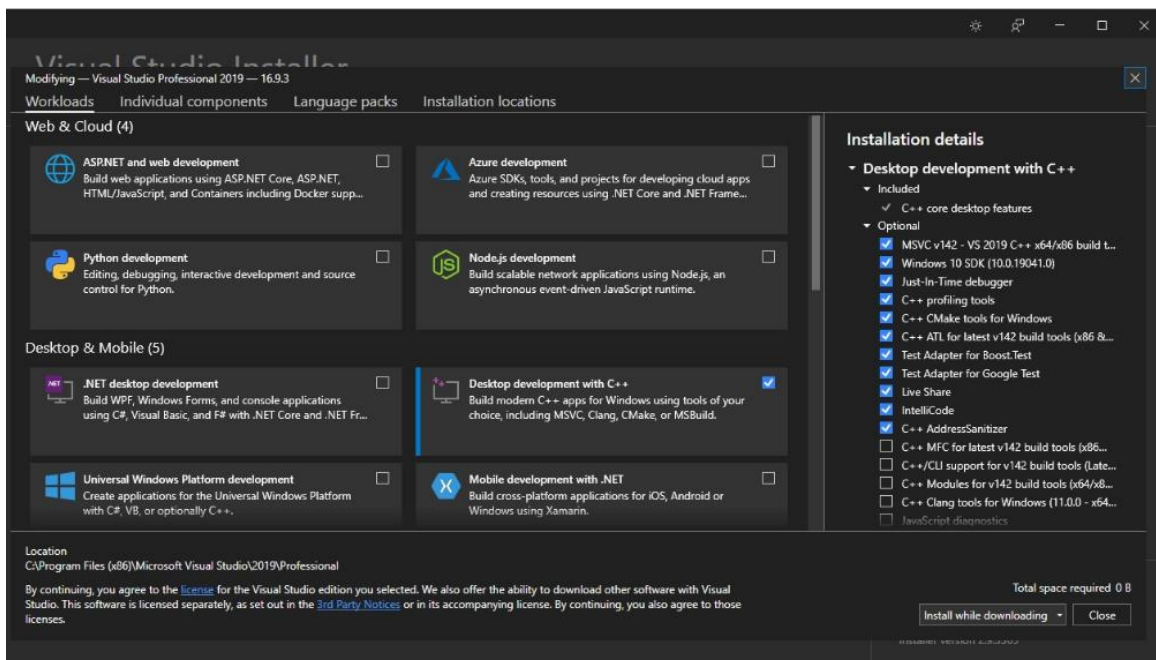 Visual Studio Installer
Modifying — Visual Studio Professional 2019 — 16.9.3
Workloads
Individual components
Language packs
Installation locations
Web & Cloud (4)
ASP.NET and web development
Build web applications using ASP.NET Core, ASP.NET,
HTML/JavaScript, and Containers including Docker supp...
Azure development
Azure SDKs, tools, and projects for developing cloud apps
and creating resources using .NET Core and .NET Frame...
Python development
Editing, debugging, interactive development and source
control for Python.
Node.js development
Build scalable network applications using Node.js, an
asynchronous event-driven JavaScript runtime.
Desktop & Mobile (5)
.NET desktop development
Build WPF, Windows Forms, and console applications
using C#, Visual Basic, and F# with .NET Core and .NET Fr...
Desktop development with C++
Build modern C++ apps for Windows using tools of your
choice, including MSVC, Clang, CMake, or MSBuild.
Universal Windows Platform development
Create applications for the Universal Windows Platform
with C#, VB, or optionally C++.
Mobile development with .NET
Build cross-platform applications for iOS, Android or
Windows using Xamarin.
Installation details
Desktop development with C++
Included
C++ core desktop features
Optional
MSVC v142 - VS 2019 C++ x64/x86 build t...
Windows 10 SDK (10.0.19041.0)
Just-In-Time debugger
C++ profiling tools
C++ CMake tools for Windows
C++ ATL for latest v142 build tools (x86 &...
Test Adapter for Boost.Test
Test Adapter for Google Test
Live Share
IntelliCode
C++ AddressSanitizer
C++ MFC for latest v142 build tools (x86...
C++/CLI support for v142 build tools (Late...
C++ Modules for v142 build tools (x64/x8...
C++ Clang tools for Windows (11.0.0 - x64...
JavaScript diagnostics
Location
C:\Program Files (x86)\Microsoft Visual Studio\2019\Professional
By continuing, you agree to the license for the Visual Studio edition you selected. We also offer the ability to download other software with Visual
Studio. This software is licensed separately, as set out in the 3rd Party Notices or in its accompanying license. By continuing, you also agree to those
licenses.
Total space required 0 B
Install while downloading
Close